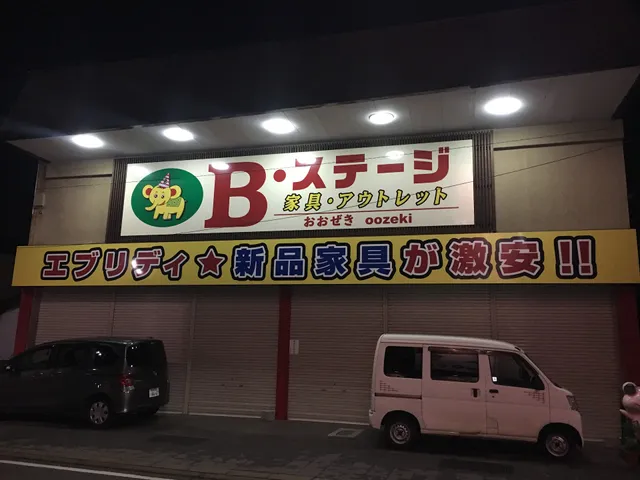 B・ステージ
家具・アウトレット
おおぜき oozeki
エブリディ★新品家具が激安!!